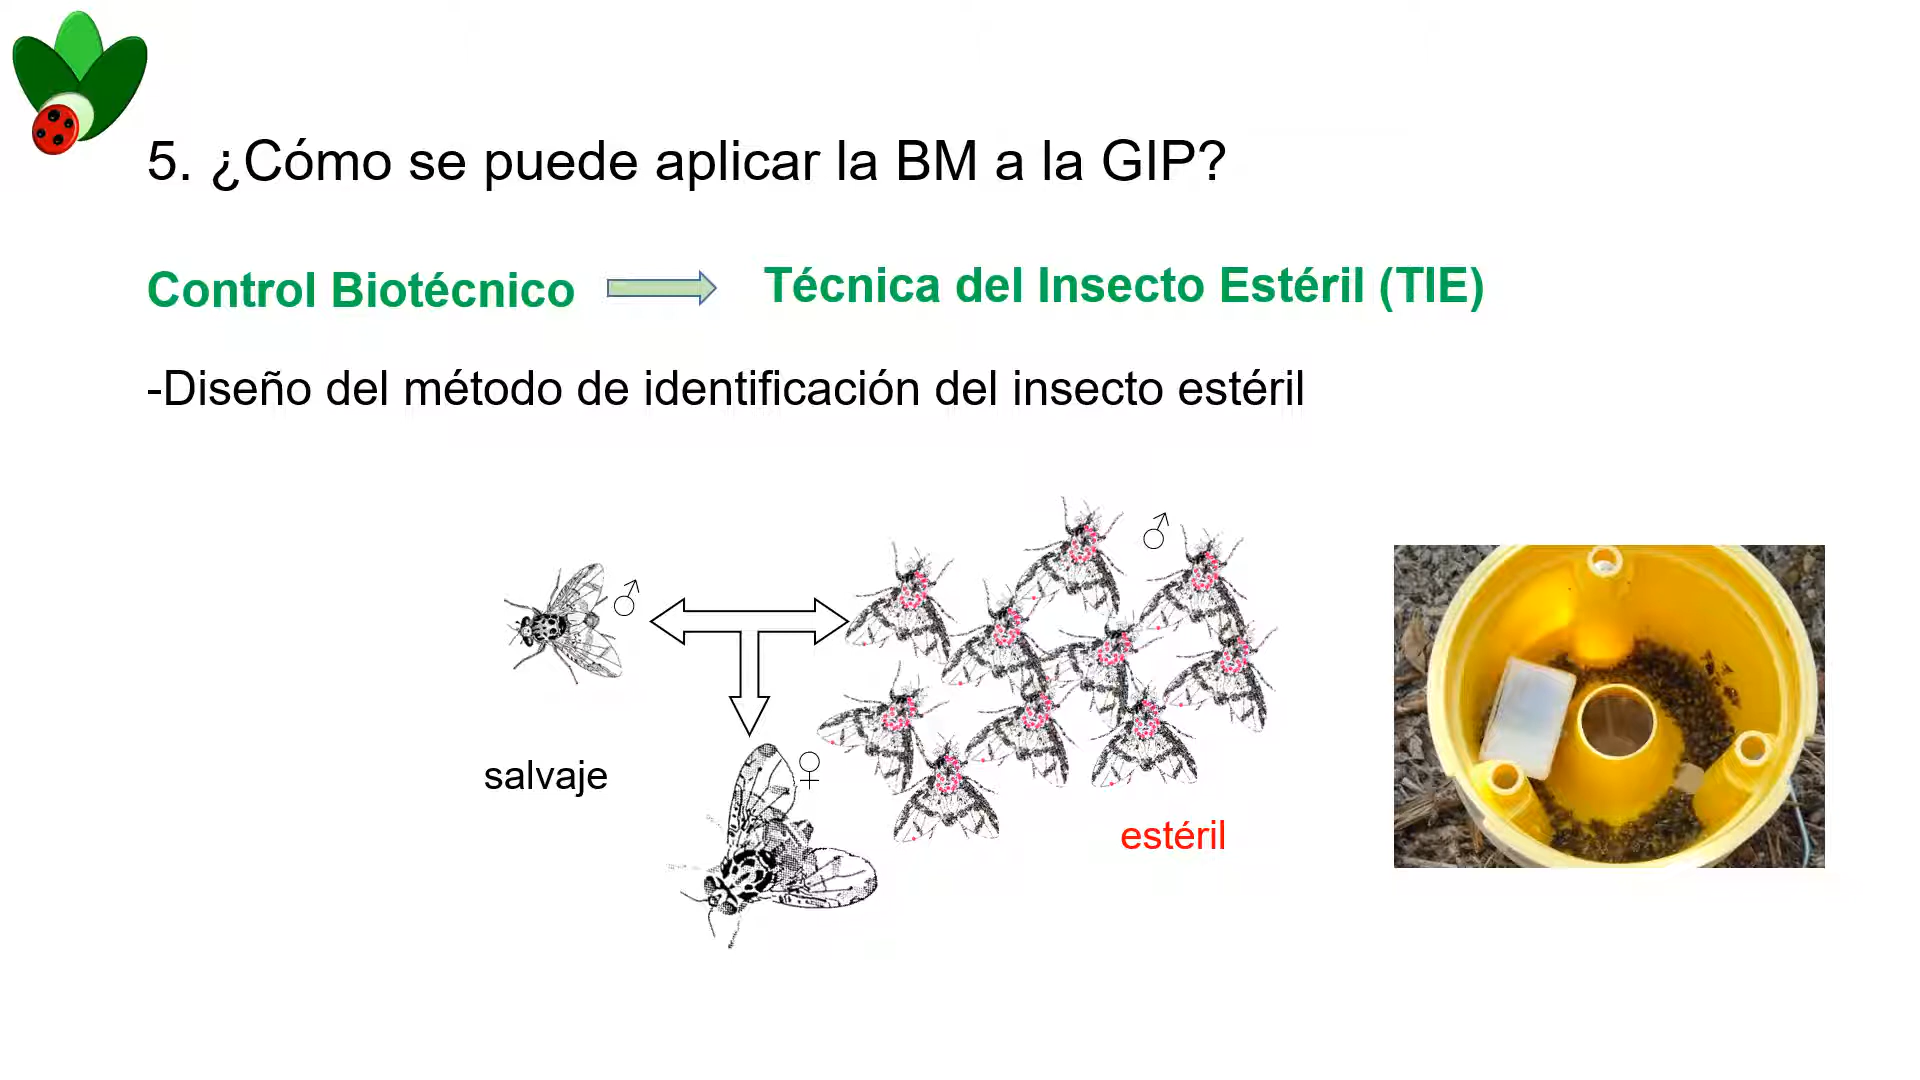 5. ¿Cómo se puede aplicar la BM a la GIP?
Control Biotécnico
Técnica del Insecto Estéril (TIE)
-Diseño del método de identificación del insecto estéril
♂
♂
salvaje
♀
estéril